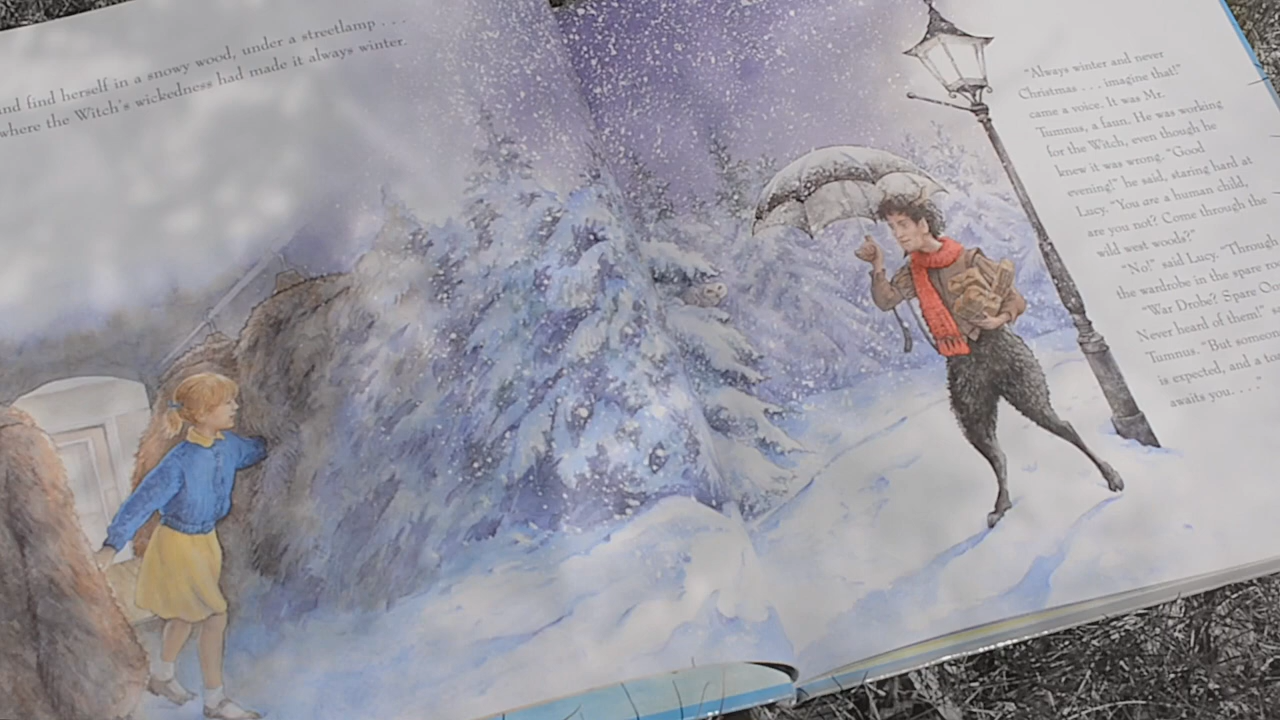 and find herself in a snowy wood, under a streetlamp . . .
where the Witch's wickedness had made it always winter.
"Always winter and never
Christmas . . . imagine that!"
came a voice. It was Mr.
Tumnus, a faun. He was working
for the Witch, even though he
knew it was wrong. "Good
evening!" he said, staring hard at
Lucy. "You are a human child,
are you not? Come through the
wild west woods?"
"No!" said Lucy. "Through
the wardrobe in the spare
"War Drobe? Spare
Never heard of them!"
Tumnus. "But
is expected, and a
awaits you. . . ."